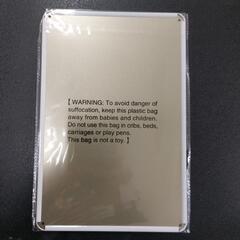 [ WARNING: To avoid danger of
suffocation, keep this plastic bag
away from babies and children.
Do not use this bag in cribs, beds,
carriages or play pens.
This bag is not a toy. ]